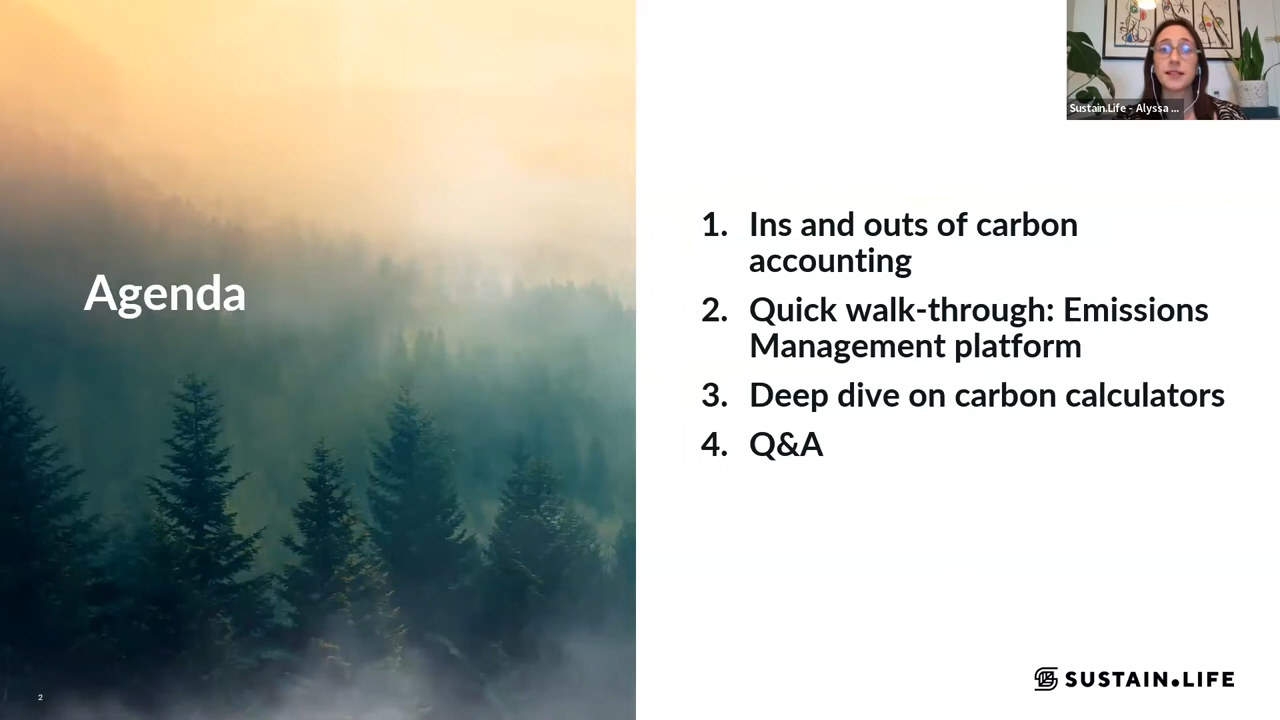 Sustain.Life - Alyssa ...
Agenda
1. Ins and outs of carbon
accounting
2. Quick walk-through: Emissions
Management platform
3. Deep dive on carbon calculators
4. Q&A
2
SUSTAIN.LIFE